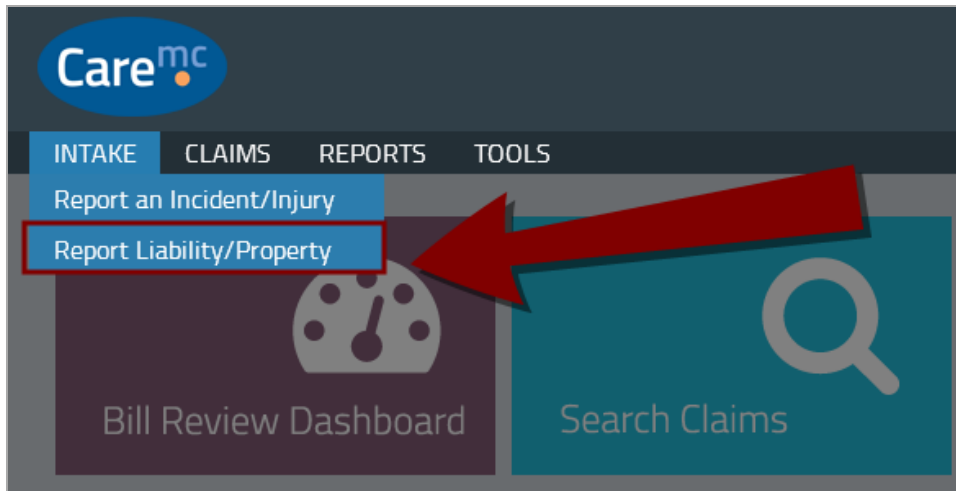 Caremc
INTAKE CLAIMS REPORTS TOOLS
Report an Incident/Injury
Report Liability/Property
Bill Review Dashboard
Search Claims